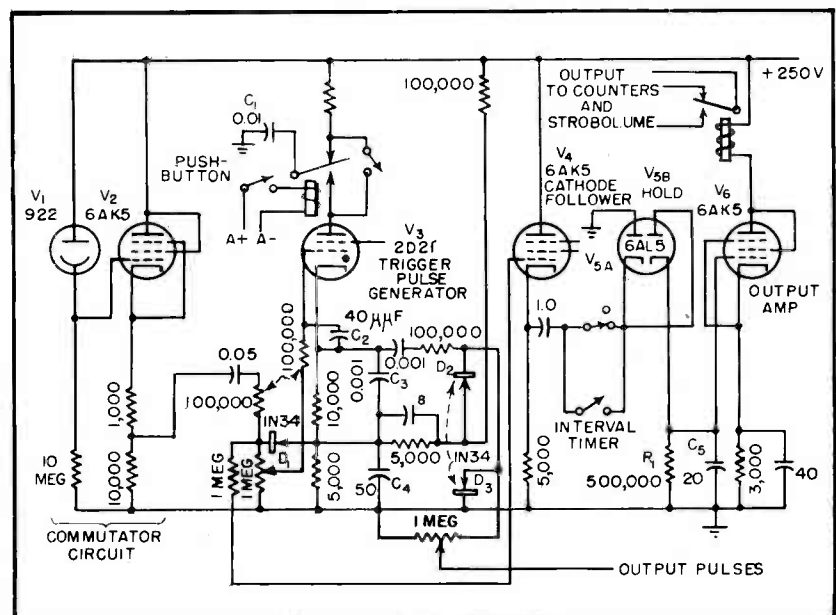 OUTPUT
TO COUNTERS
AND
STROBOLUME
+250V
100,000
C1
0.01
PUSH-
BUTTON
A+ A-
V1
922
V2
6AK5
V3
2D21
TRIGGER
PULSE
GENERATOR
V4
6AK5
CATHODE
FOLLOWER
V5B
HOLD
6AL5
V5A
V6
6AK5
OUTPUT
AMP
40 μμF
C2
100,000
0.05
100,000
1,000
10,000
10
MEG
COMMUTATOR
CIRCUIT
1N34
D1
1 MEG
1 MEG
10,000
5,000
C3
0.001
0.001
100,000
D2
8
5,000
1N34
D3
C4
50
1 MEG
OUTPUT PULSES
1.0
O
INTERVAL
TIMER
5,000
R1
500,000
C5
20
3,000
40